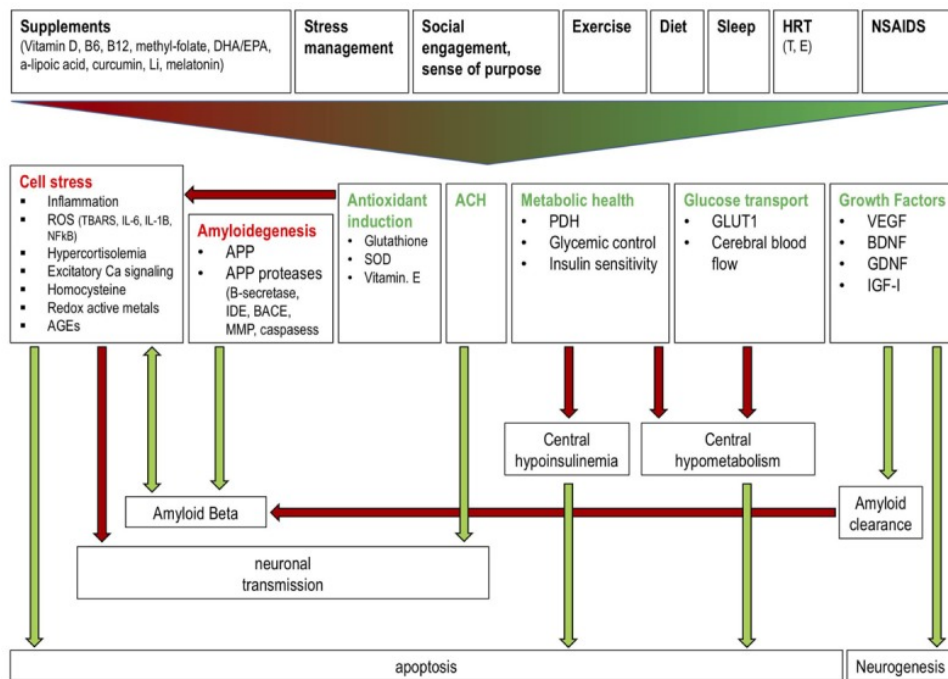 Supplements
(Vitamin D, B6, B12, methyl-folate, DHA/EPA,
a-lipoic acid, curcumin, Li, melatonin)
Stress
management
Social
engagement,
sense of purpose
Exercise
Diet
Sleep
HRT
(T, E)
NSAIDS
Cell stress
Inflammation
ROS (TBARS, IL-6, IL-1B,
NFkB)
Hypercortisolemia
Excitatory Ca signaling
Homocysteine
Redox active metals
AGEs
Amyloidegenesis
APP
APP proteases
(B-secretase,
IDE, BACE,
MMP, caspasess
Antioxidant
induction
Glutathione
SOD
Vitamin. E
ACH
Metabolic health
PDH
Glycemic control
Insulin sensitivity
Glucose transport
GLUT1
Cerebral blood
flow
Growth Factors
VEGF
BDNF
GDNF
IGF-I
Central
hypoinsulinemia
Central
hypometabolism
Amyloid Beta
Amyloid
clearance
neuronal
transmission
apoptosis
Neurogenesis